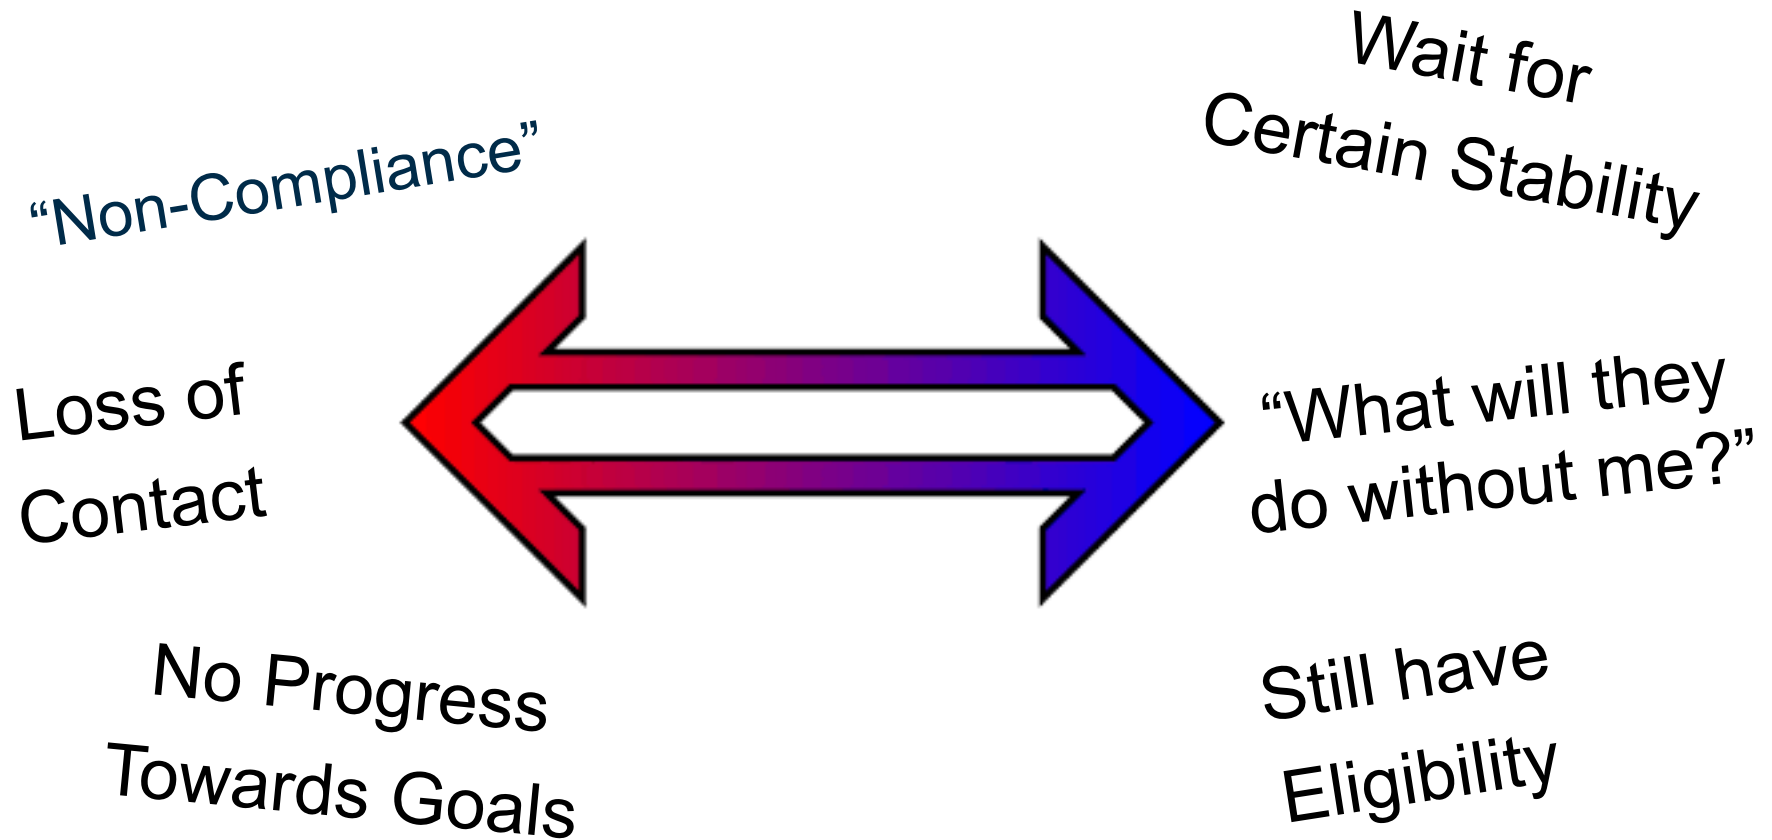 “Non-Compliance”
Loss of
Contact
No Progress
Towards Goals
Wait for
Certain Stability
“What will they
do without me?”
Still have
Eligibility